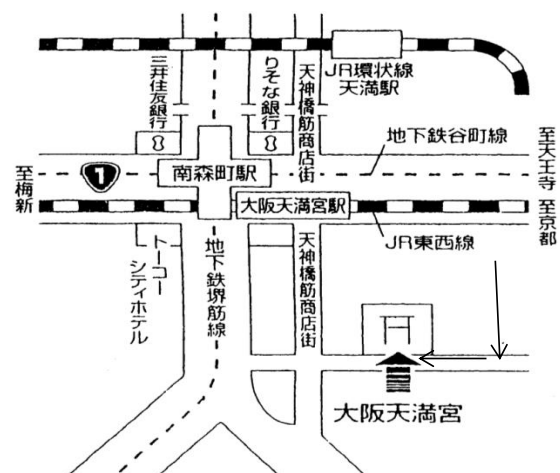 JR環状線
天満駅
三井住友銀行
りそな銀行
天神橋筋商店街
地下鉄谷町線
至天王寺
1
南森町駅
至梅新
大阪天満宮駅
至京都
JR東西線
トーコー
シティホテル
地下鉄堺筋線
天神橋筋商店街
大阪天満宮